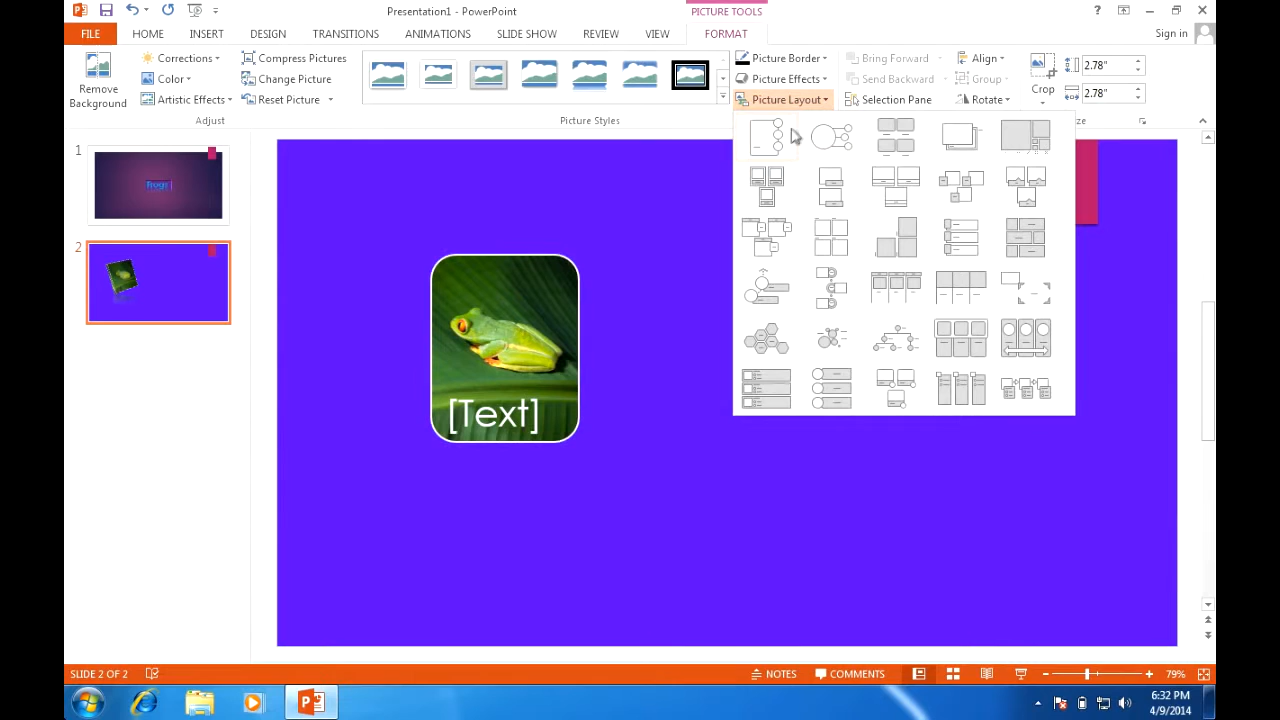 Presentation1 - PowerPoint
PICTURE TOOLS
?
FILE
HOME
INSERT
DESIGN
TRANSITIONS
ANIMATIONS
SLIDE SHOW
REVIEW
VIEW
FORMAT
Sign in
Remove
Background
Corrections
Color
Artistic Effects
Compress Pictures
Change Picture
Reset Picture
Adjust
Picture Styles
Picture Border
Picture Effects
Picture Layout
Bring Forward
Send Backward
Selection Pane
Align
Group
Rotate
Crop
2.78"
2.78"
ze
1
Frogs
2
[Text]
SLIDE 2 OF 2
NOTES
COMMENTS
79%
6:32 PM
4/9/2014